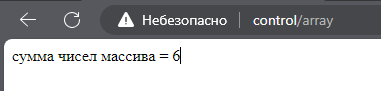 Небезопасно control/array
сумма чисел массива = 6